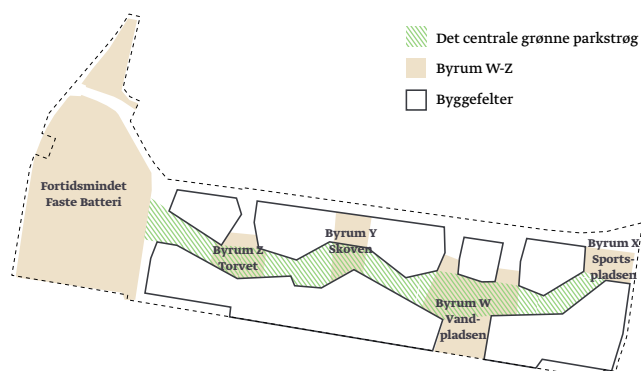 Det centrale grønne parkstrøg
Byrum W-Z
Byggefelter
Fortidsmindet
Faste Batteri
Byrum Z
Torvet
Byrum Y
Skoven
Byrum W
Vand-
pladsen
Byrum X
Sports-
pladsen